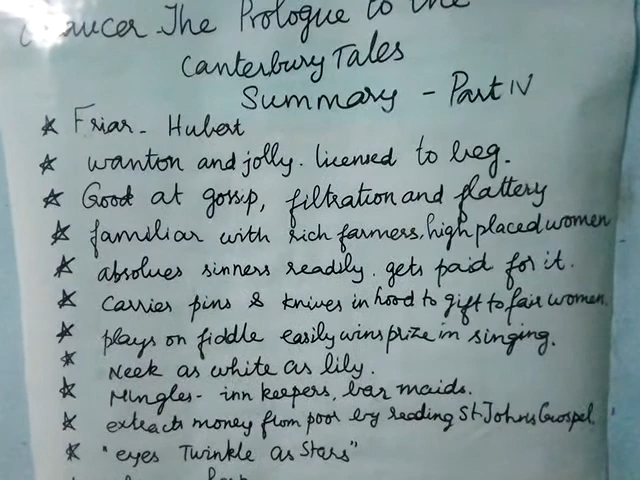 Chaucer The Prologue to the
Canterbury Tales
Summary - Part IV
* Friar - Hubert
* wanton and jolly. licensed to beg.
* Good at gossip, filtration and flattery
* familiar with rich farmers, high placed women
* absolves sinners readily. gets paid for it.
* Carries pins & knives in hood to gift to fair women.
* plays on fiddle easily wins prize in singing.
* Neek as white as lily.
* Mingles - inn keepers, bar maids.
* extracts money from poor by reading St. Johns Gospel.
* "eyes Twinkle as Stars"